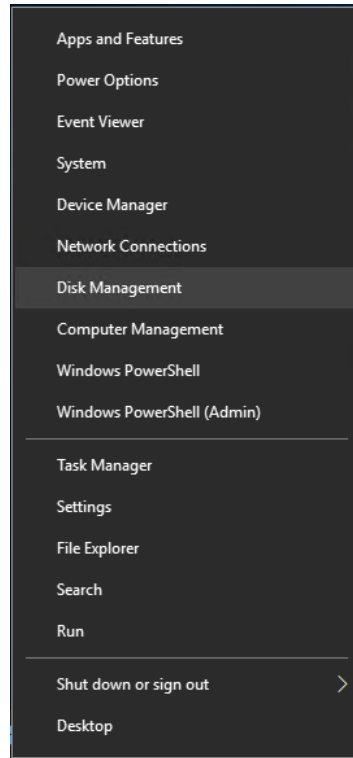 Apps and Features
Power Options
Event Viewer
System
Device Manager
Network Connections
Disk Management
Computer Management
Windows PowerShell
Windows PowerShell (Admin)
Task Manager
Settings
File Explorer
Search
Run
Shut down or sign out
Desktop